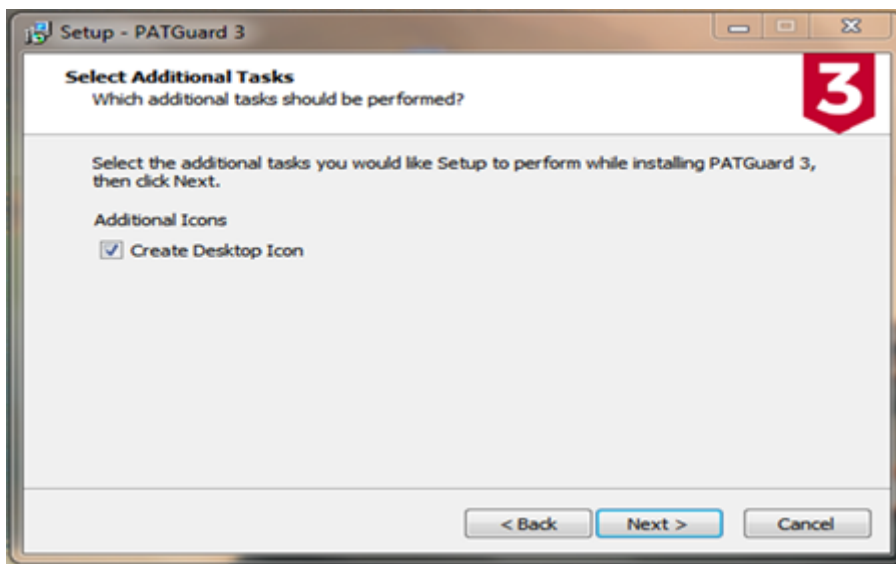 Setup - PATGuard 3
Select Additional Tasks
Which additional tasks should be performed?
3
Select the additional tasks you would like Setup to perform while installing PATGuard 3,
then click Next.
Additional Icons
Create Desktop Icon
< Back Next > Cancel